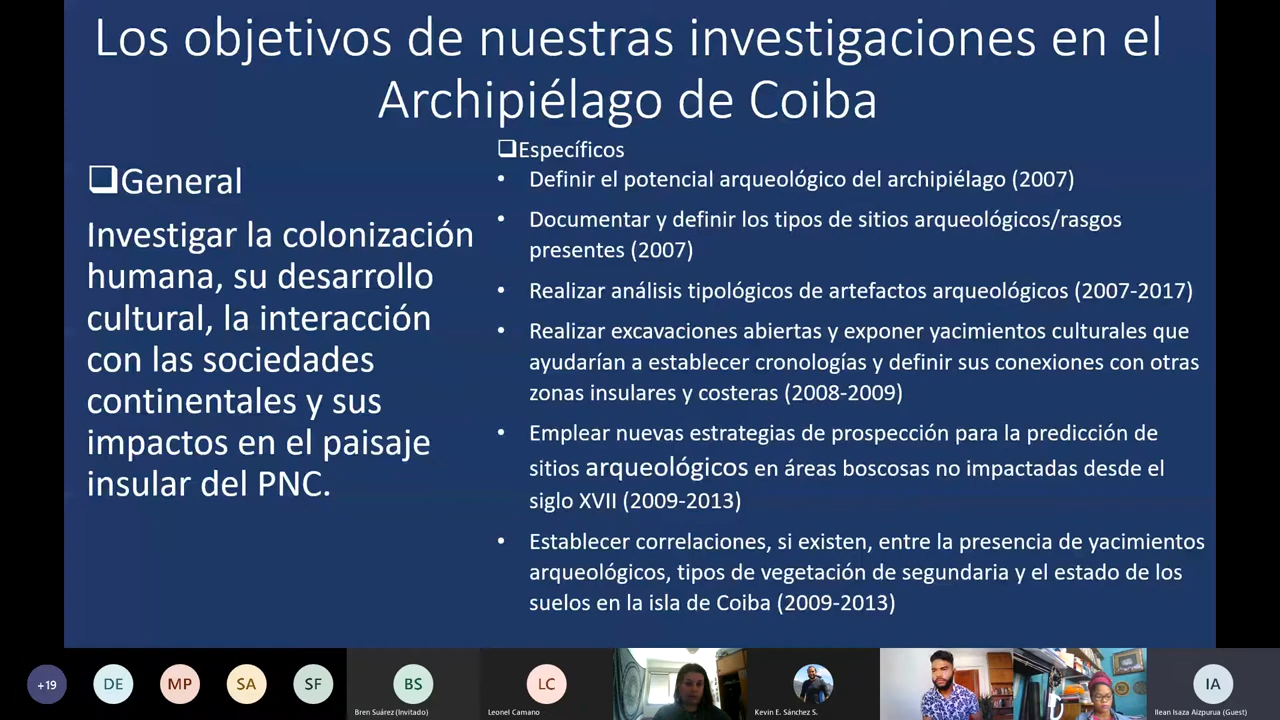 Los objetivos de nuestras investigaciones en el
Archipiélago de Coiba
General
Investigar la colonización
humana, su desarrollo
cultural, la interacción
con las sociedades
continentales y sus
impactos en el paisaje
insular del PNC.
Específicos
• Definir el potencial arqueológico del archipiélago (2007)
• Documentar y definir los tipos de sitios arqueológicos/rasgos
presentes (2007)
• Realizar análisis tipológicos de artefactos arqueológicos (2007-2017)
• Realizar excavaciones abiertas y exponer yacimientos culturales que
ayudarían a establecer cronologías y definir sus conexiones con otras
zonas insulares y costeras (2008-2009)
• Emplear nuevas estrategias de prospección para la predicción de
sitios arqueológicos en áreas boscosas no impactadas desde el
siglo XVII (2009-2013)
• Establecer correlaciones, si existen, entre la presencia de yacimientos
arqueológicos, tipos de vegetación de segundaria y el estado de los
suelos en la isla de Coiba (2009-2013)
+19
DE
MP
SA
SF
BS
Bren Suárez (Invitado)
LC
Leonel Camano
Kevin E. Sánchez S.
IA
Ilean Isaza Aizpurua (Guest)